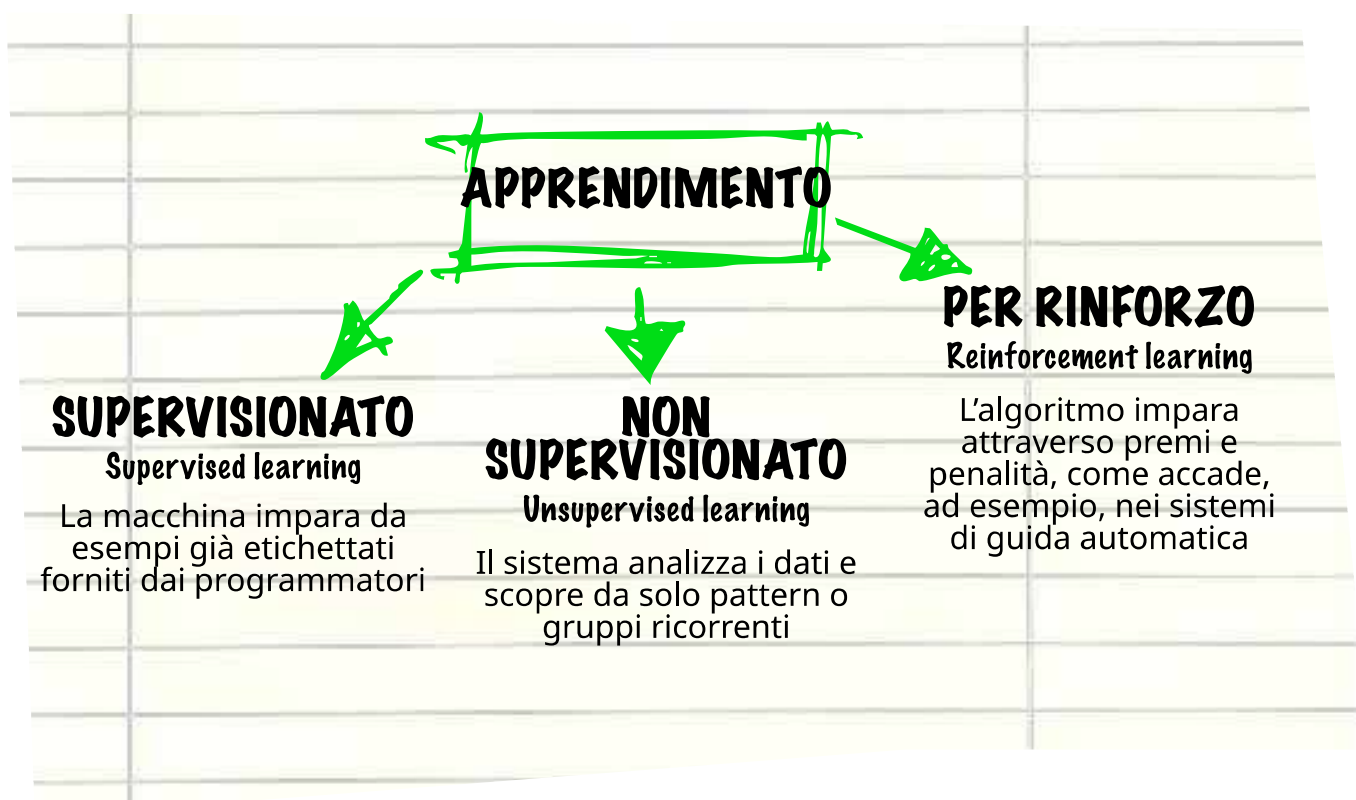 APPRENDIMENTO
SUPERVISIONATO
Supervised learning
La macchina impara da
esempi già etichettati
forniti dai programmatori
NON
SUPERVISIONATO
Unsupervised learning
Il sistema analizza i dati e
scopre da solo pattern o
gruppi ricorrenti
PER RINFORZO
Reinforcement learning
L’algoritmo impara
attraverso premi e
penalità, come accade,
ad esempio, nei sistemi
di guida automatica